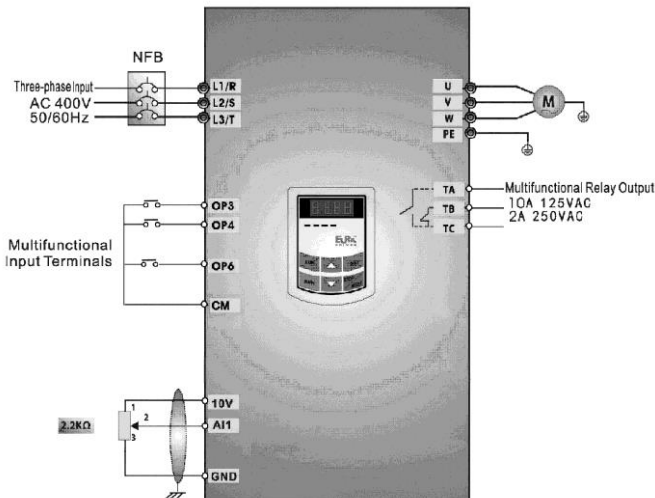 NFB
Three-phase Input
AC 400V
50/60Hz
L1/R
L2/S
L3/T
U
V
W
PE
M
TA
TB
TC
Multifunctional Relay Output
10A 125VAC
2A 250VAC
OP3
OP4
OP6
CM
Multifunctional
Input Terminals
10V
AI1
GND
2.2KΩ
1
2
3